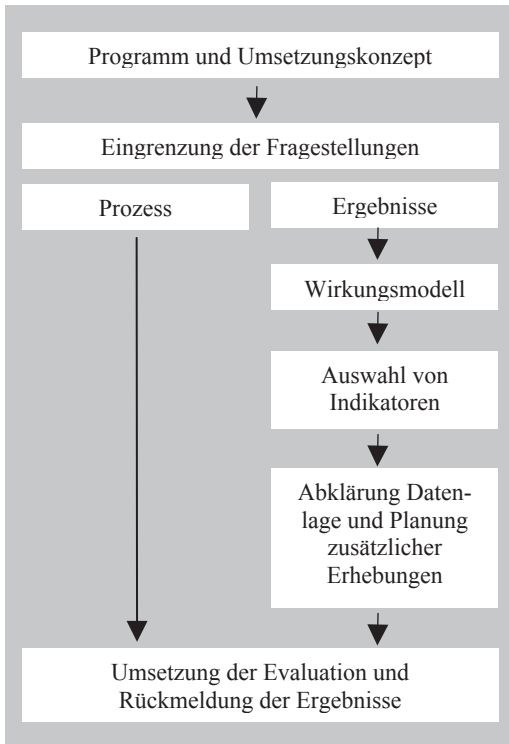 Programm und Umsetzungskonzept
Eingrenzung der Fragestellungen
Prozess
Ergebnisse
Wirkungsmodell
Auswahl von
Indikatoren
Abklärung Daten-
lage und Planung
zusätzlicher
Erhebungen
Umsetzung der Evaluation und
Rückmeldung der Ergebnisse